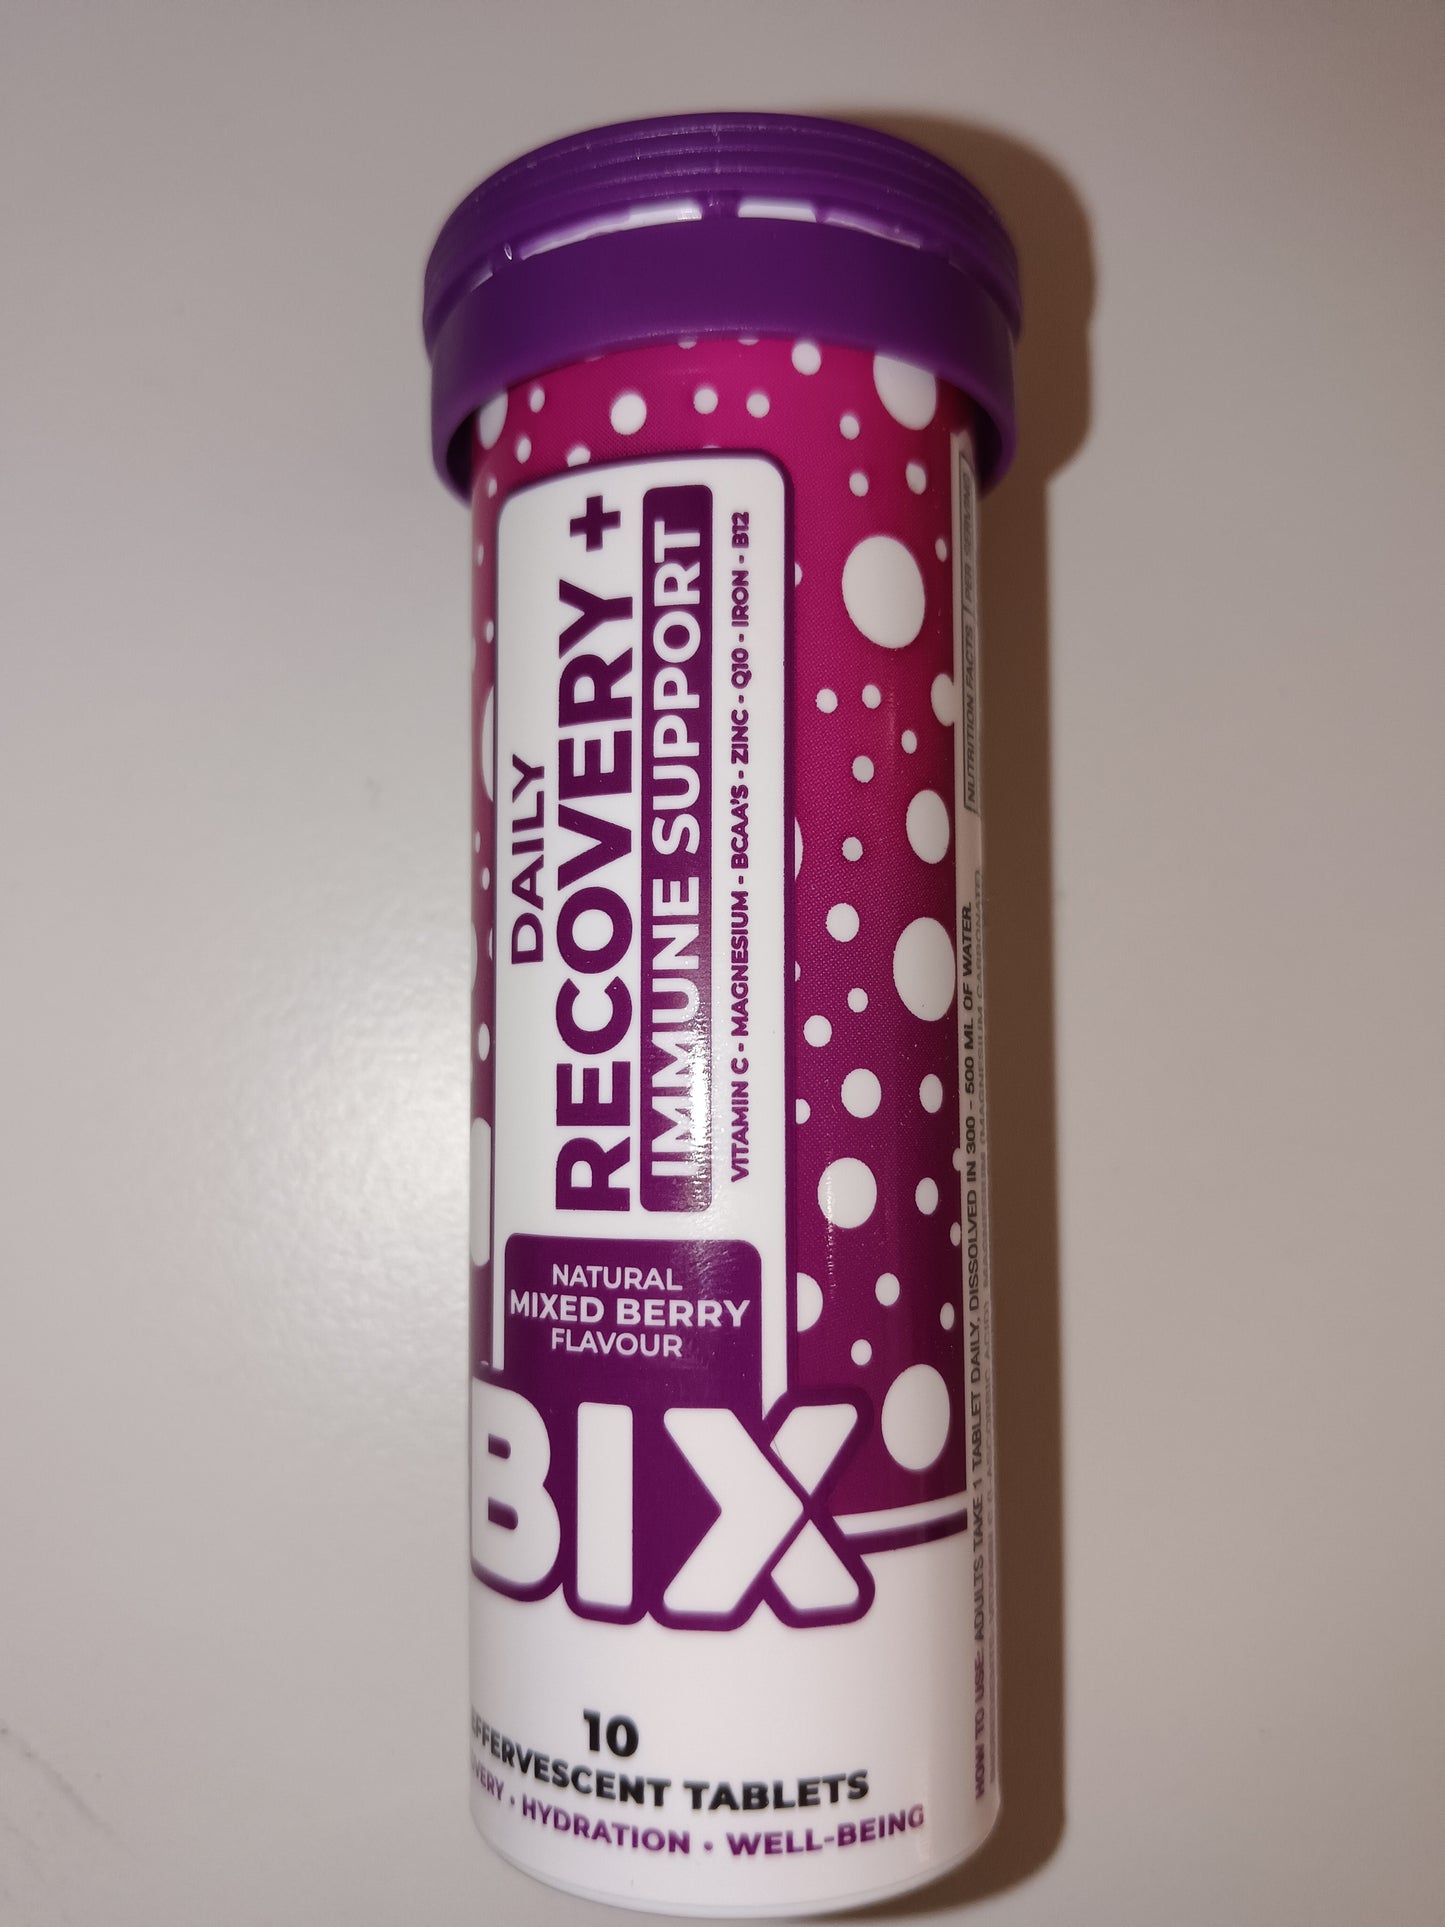 DAILY
RECOVERY +
IMMUNE SUPPORT
VITAMIN C - MAGNESIUM - BCAA'S - ZINC - Q10 - IRON - B12
NATURAL
MIXED BERRY
FLAVOUR
BIX
10
EFFERVESCENT TABLETS
• HYDRATION • WELL-BEING
NUTRITION FACTS PER SERVING
HOW TO USE: ADULTS TAKE 1 TABLET DAILY, DISSOLVED IN 300 - 500 ML OF WATER.